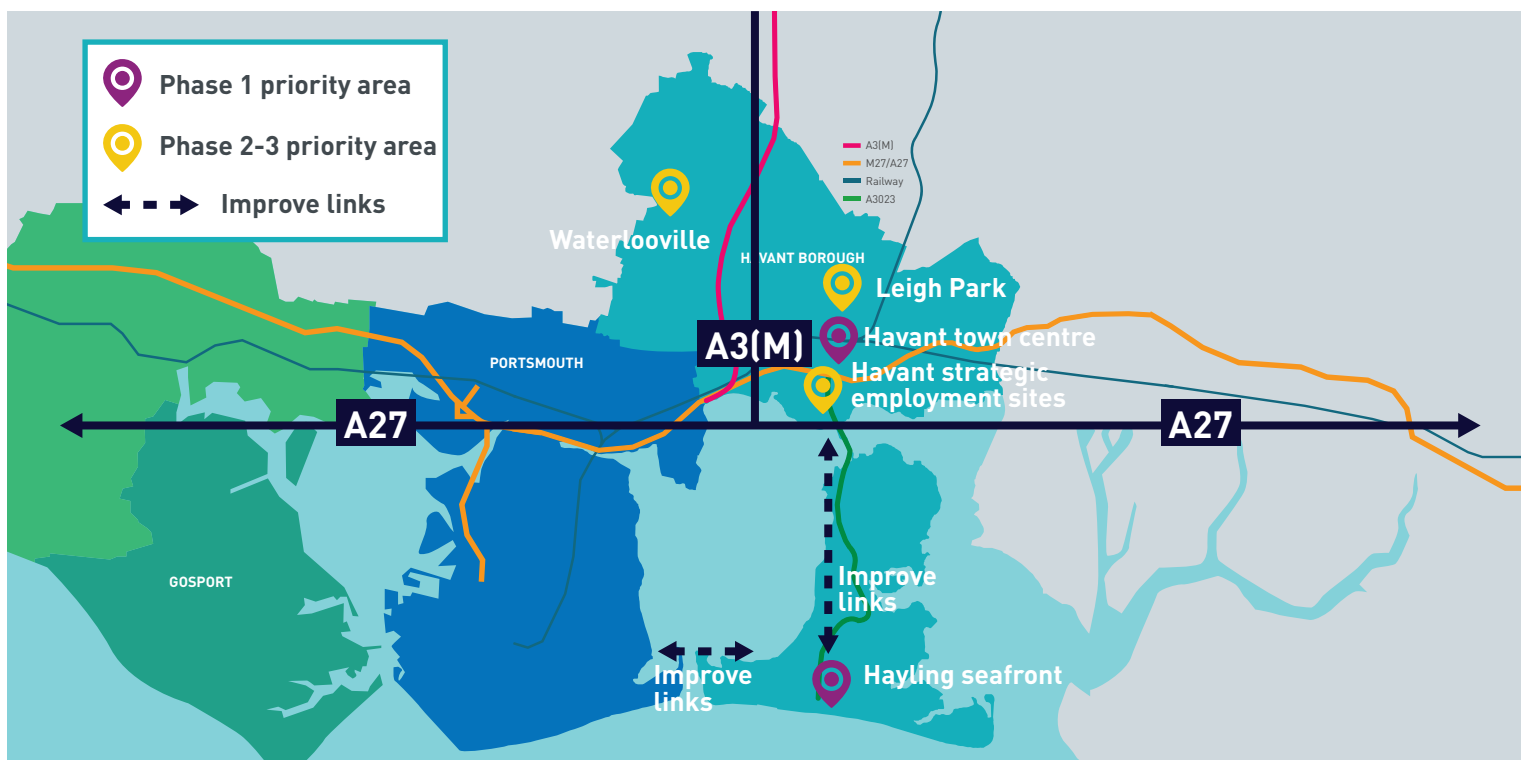 Phase 1 priority area
Phase 2-3 priority area
Improve links
A3(M)
M27/A27
Railway
A3023
Waterlooville
HAVANT BOROUGH
Leigh Park
A3(M)
Havant town centre
PORTSMOUTH
Havant strategic
employment sites
A27
A27
GOSPORT
Improve
links
Improve
links
Hayling seafront